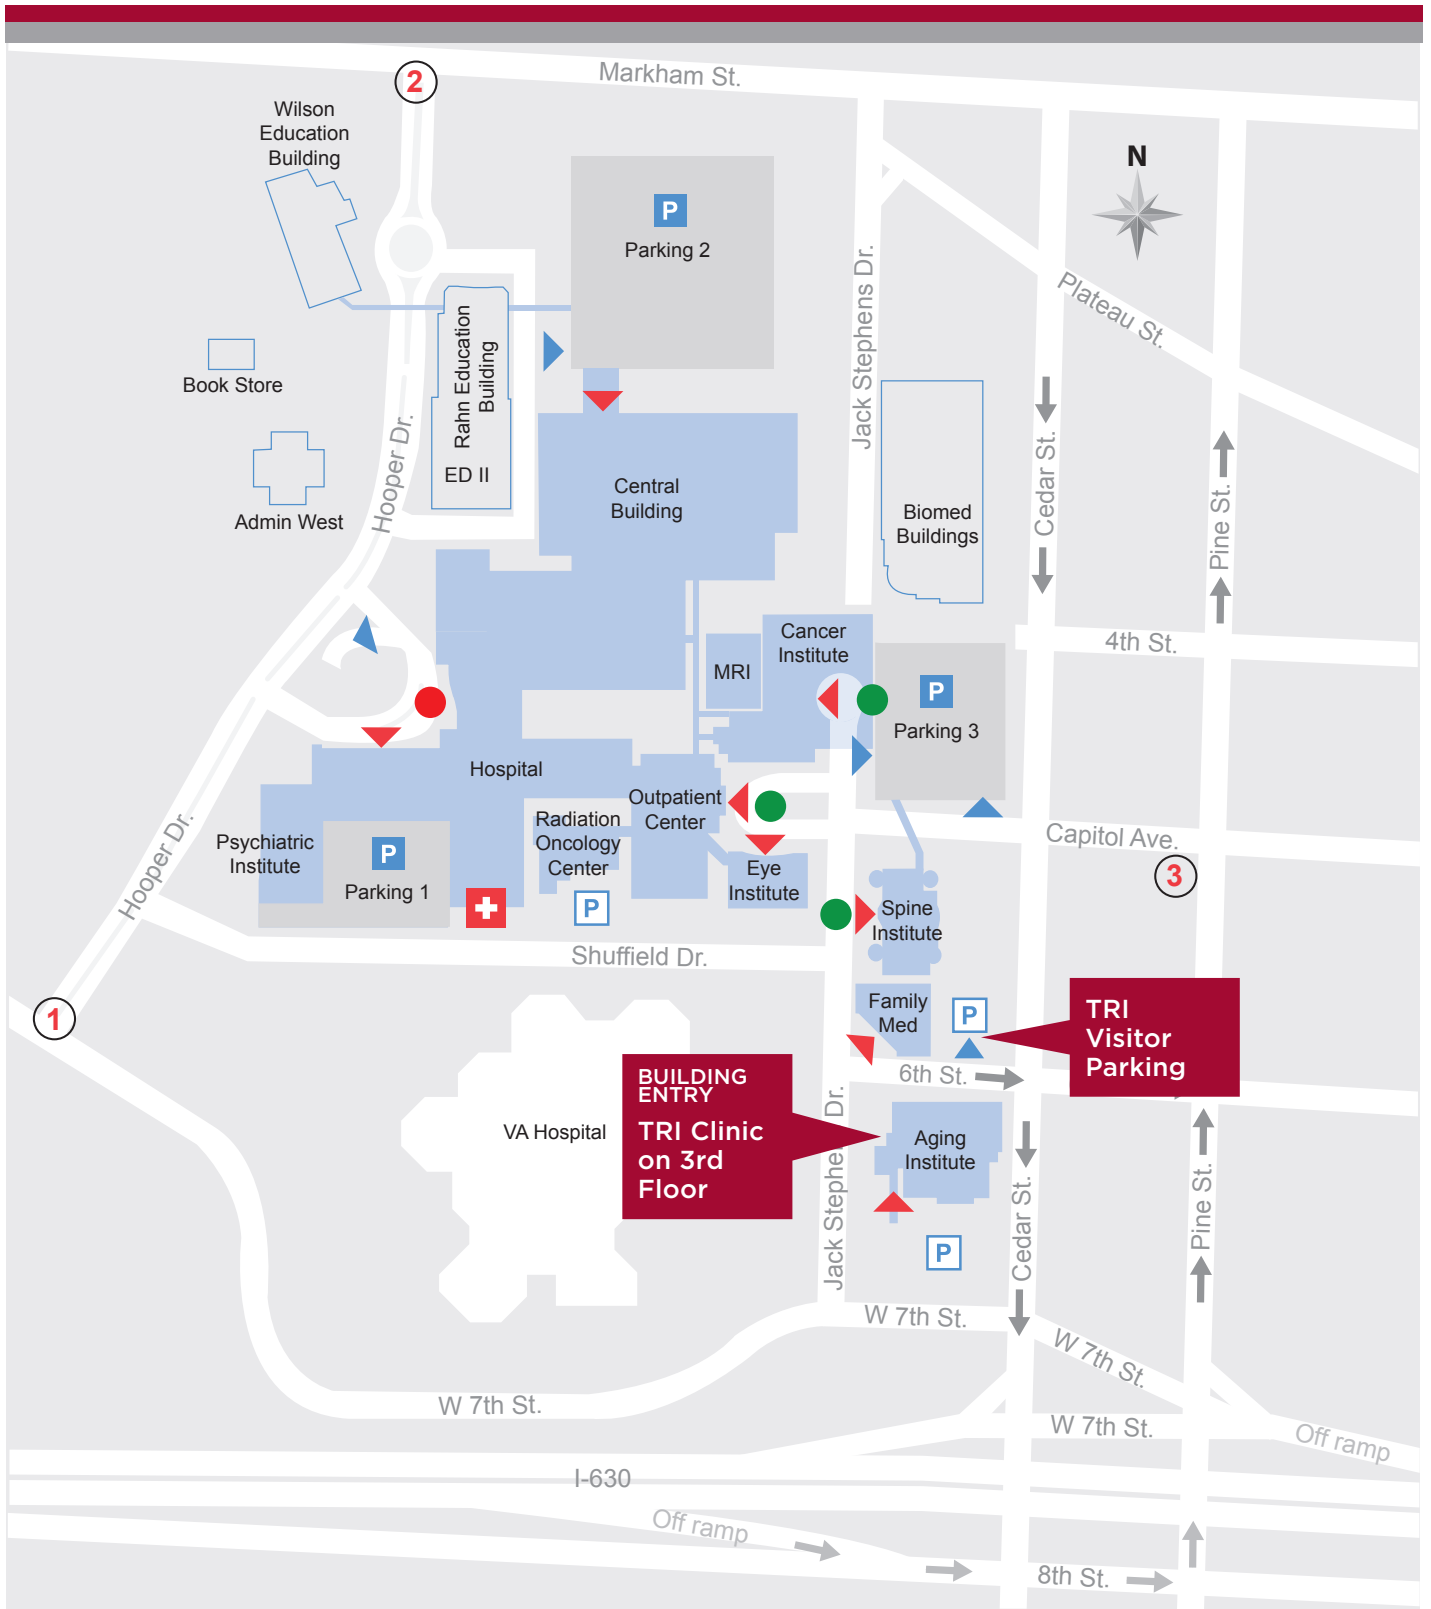 Markham St.
2
Wilson
Education
Building
N
P
Parking 2
Jack Stephens Dr.
Plateau St.
Rahn Education
Building
ED II
Book Store
Hooper Dr.
Admin West
Central
Building
Biomed
Buildings
Cedar St.
Pine St.
4th St.
Cancer
Institute
MRI
P
Parking 3
Hospital
Outpatient
Center
Radiation
Oncology
Center
Capitol Ave.
3
Psychiatric
Institute
P
Parking 1
Eye
Institute
P
Spine
Institute
Hooper Dr.
Shuffield Dr.
1
Family
Med
P
TRI
Visitor
Parking
6th St.
BUILDING
ENTRY
TRI Clinic
on 3rd
Floor
VA Hospital
Jack Stephe Dr.
Aging
Institute
P
Cedar St.
Pine St.
W 7th St.
W 7th St.
W 7th St.
W 7th St.
Off ramp
I-630
Off ramp
8th St.